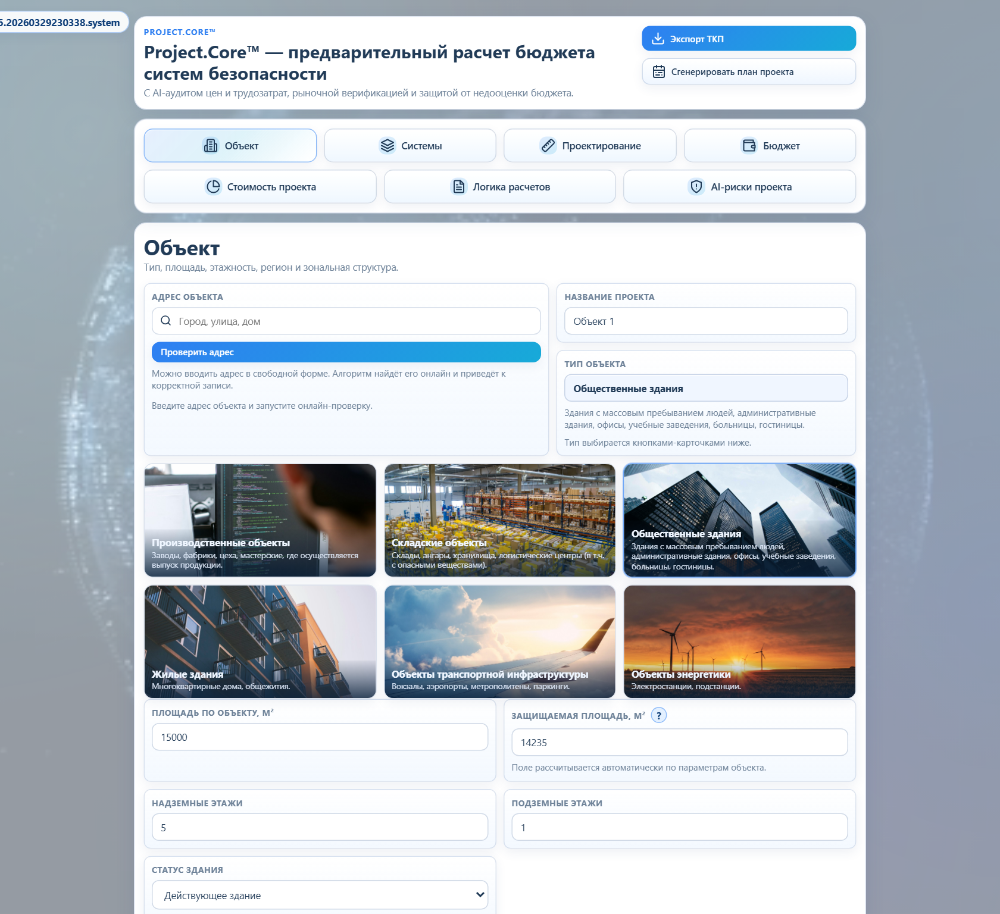 5.20260329230338.system
PROJECT.CORE™
Project.Core™ — предварительный расчет бюджета
систем безопасности
С AI-аудитом цен и трудозатрат, рыночной верификацией и защитой от недооценки бюджета.
Экспорт ТКП
Сгенерировать план проекта
Объект
Системы
Проектирование
Бюджет
Стоимость проекта
Логика расчетов
AI-риски проекта
Объект
Тип, площадь, этажность, регион и зональная структура.
АДРЕС ОБЪЕКТА
Город, улица, дом
Проверить адрес
Можно вводить адрес в свободной форме. Алгоритм найдёт его онлайн и приведёт к
корректной записи.
Введите адрес объекта и запустите онлайн-проверку.
НАЗВАНИЕ ПРОЕКТА
Объект 1
ТИП ОБЪЕКТА
Общественные здания
Здания с массовым пребыванием людей, административные
здания, офисы, учебные заведения, больницы, гостиницы.
Тип выбирается кнопками-карточками ниже.
Производственные объекты
Заводы, фабрики, цеха, мастерские, где осуществляется
выпуск продукции.
Складские объекты
Склады, ангары, хранилища, логистические центры (в т.ч.
с опасными веществами).
Общественные здания
Здания с массовым пребыванием людей,
административные здания, офисы, учебные заведения,
больницы, гостиницы.
Жилые здания
Многоквартирные дома, общежития.
Объекты транспортной инфраструктуры
Вокзалы, аэропорты, метрополитены, паркинги.
Объекты энергетики
Электростанции, подстанции.
ПЛОЩАДЬ ПО ОБЪЕКТУ, М²
15000
ЗАЩИЩАЕМАЯ ПЛОЩАДЬ, М² ?
14235
Поле рассчитывается автоматически по параметрам объекта.
НАДЗЕМНЫЕ ЭТАЖИ
5
ПОДЗЕМНЫЕ ЭТАЖИ
1
СТАТУС ЗДАНИЯ
Действующее здание